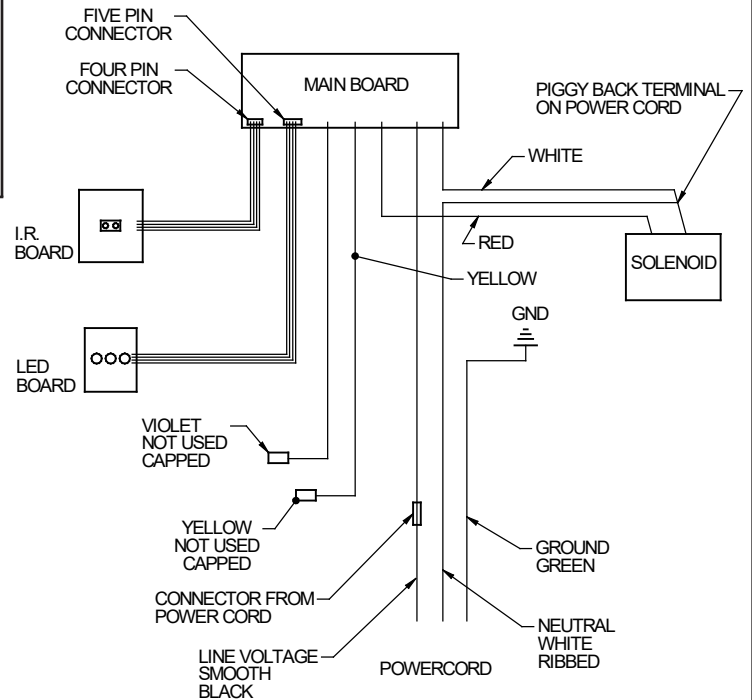 FIVE PIN
CONNECTOR
FOUR PIN
CONNECTOR
MAIN BOARD
PIGGY BACK TERMINAL
ON POWER CORD
WHITE
I.R.
BOARD
RED
SOLENOID
YELLOW
GND
LED
BOARD
VIOLET
NOT USED
CAPPED
YELLOW
NOT USED
CAPPED
GROUND
GREEN
CONNECTOR FROM
POWER CORD
NEUTRAL
WHITE
RIBBED
LINE VOLTAGE
SMOOTH
BLACK
POWERCORD